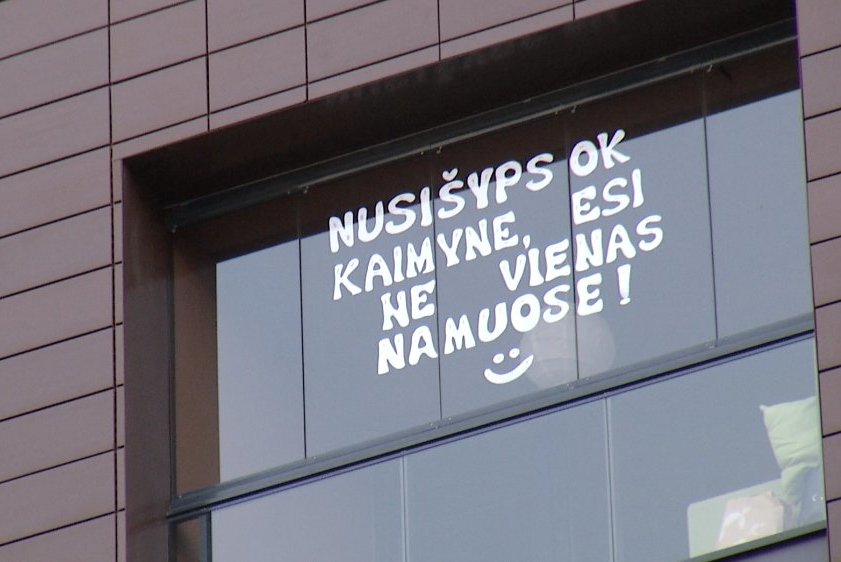 NUSIŠYPSOK
KAIMYNE, ESI
NE VIENAS
NAMUOSE!